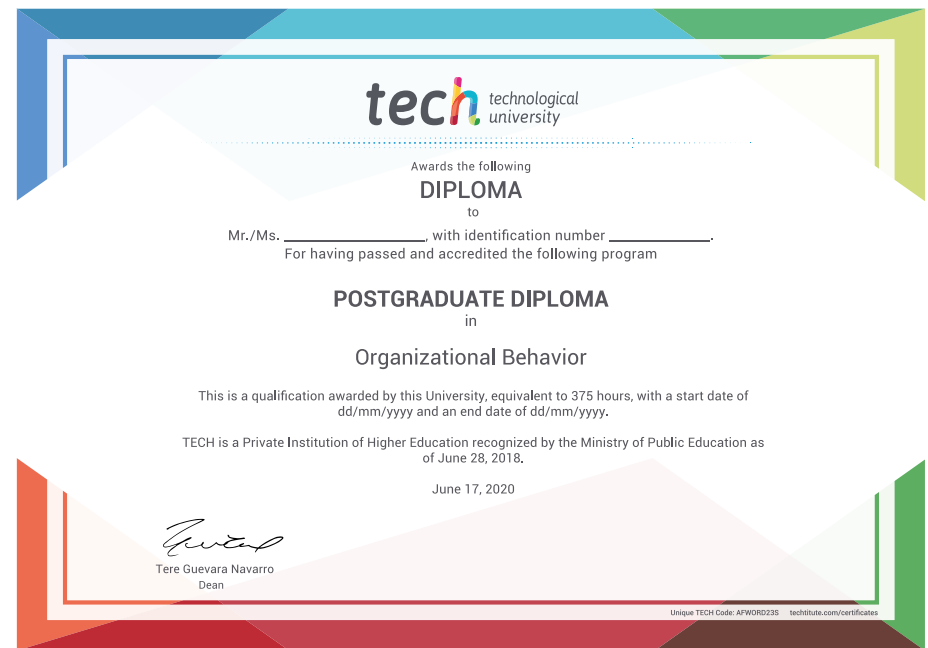 tech technological
university
Awards the following
DIPLOMA
to
Mr./Ms. ____________________, with identification number ______________.
For having passed and accredited the following program
POSTGRADUATE DIPLOMA
in
Organizational Behavior
This is a qualification awarded by this University, equivalent to 375 hours, with a start date of
dd/mm/yyyy and an end date of dd/mm/yyyy.
TECH is a Private Institution of Higher Education recognized by the Ministry of Public Education as
of June 28, 2018.
June 17, 2020
Tere Guevara Navarro
Dean
Unique TECH Code: AFWORD23S techtitute.com/certificates